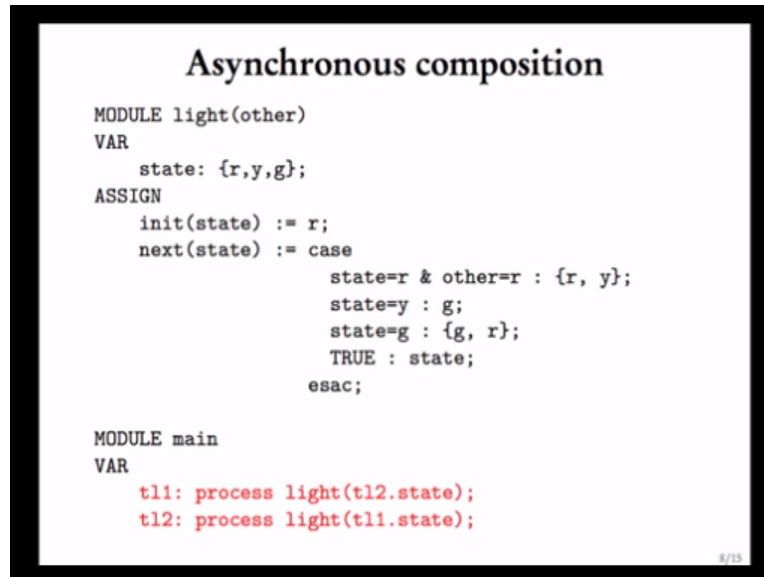 Asynchronous composition
MODULE light(other)
VAR
state: {r,y,g};
ASSIGN
init(state) := r;
next(state) := case
state=r & other=r : {r, y};
state=y : g;
state=g : {g, r};
TRUE : state;
esac;
MODULE main
VAR
tl1: process light(tl2.state);
tl2: process light(tl1.state);
8/15